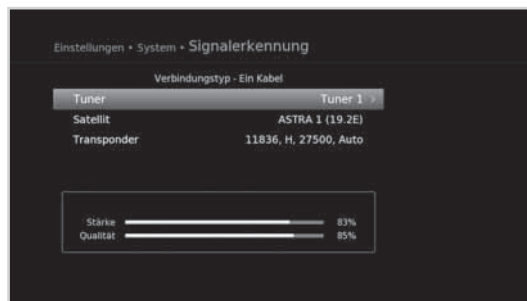 Einstellungen • System • Signalerkennung
Verbindungstyp - Ein Kabel
Tuner Tuner 1 >
Satellit ASTRA 1 (19.2E)
Transponder 11836, H, 27500, Auto
Stärke 83%
Qualität 85%